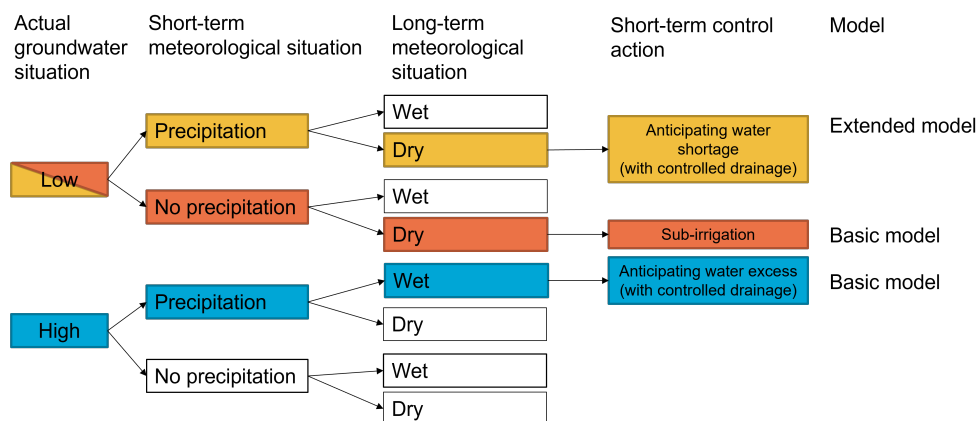 Actual
groundwater
situation
Short-term
meteorological situation
Long-term
meteorological
situation
Short-term control
action
Model
Low
Precipitation
Wet
Dry
Anticipating water
shortage
(with controlled drainage)
Extended model
No precipitation
Wet
Dry
Sub-irrigation
Basic model
High
Precipitation
Wet
Anticipating water excess
(with controlled drainage)
Basic model
Dry
No precipitation
Wet
Dry